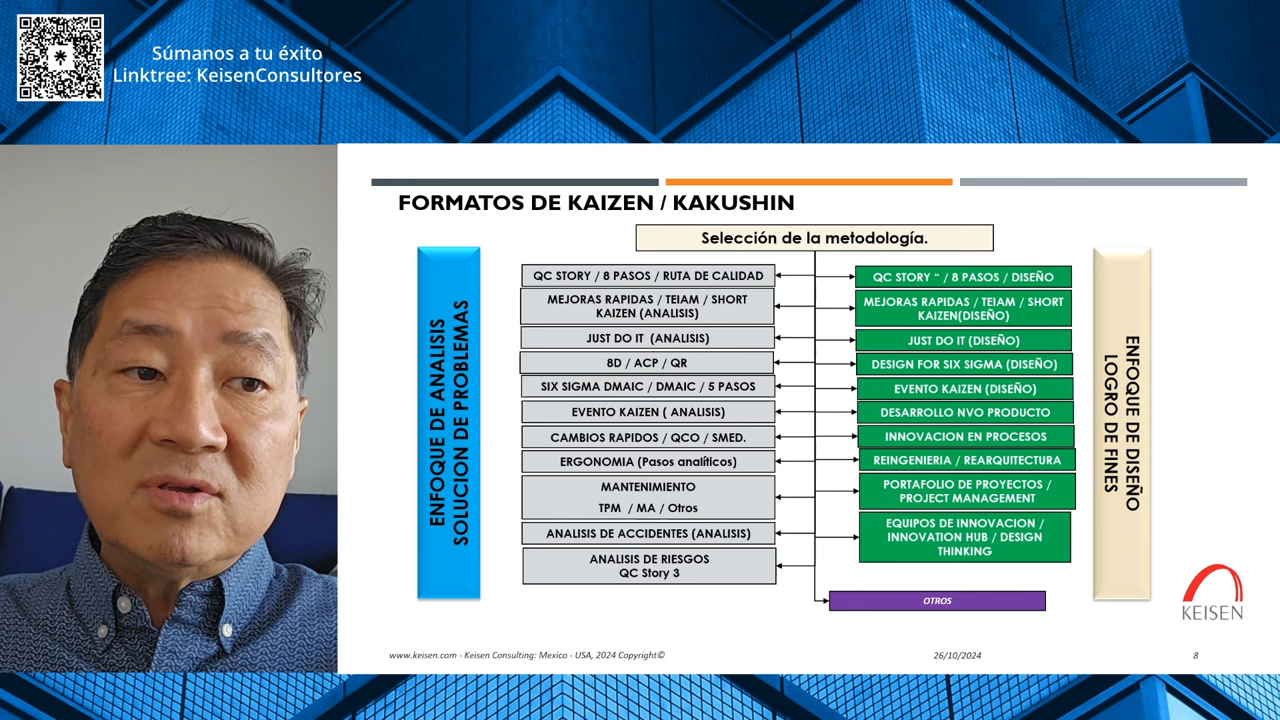 Súmanos a tu éxito
Linktree: KeisenConsultores
FORMATOS DE KAIZEN / KAKUSHIN
Selección de la metodología.
ENFOQUE DE ANALISIS
SOLUCION DE PROBLEMAS
QC STORY / 8 PASOS / RUTA DE CALIDAD
MEJORAS RAPIDAS / TEIAM / SHORT
KAIZEN (ANALISIS)
JUST DO IT (ANALISIS)
8D / ACP / QR
SIX SIGMA DMAIC / DMAIC / 5 PASOS
EVENTO KAIZEN ( ANALISIS)
CAMBIOS RAPIDOS / QCO / SMED.
ERGONOMIA (Pasos analíticos)
MANTENIMIENTO
TPM / MA / Otros
ANALISIS DE ACCIDENTES (ANALISIS)
ANALISIS DE RIESGOS
QC Story 3
QC STORY “ / 8 PASOS / DISEÑO
MEJORAS RAPIDAS / TEIAM / SHORT
KAIZEN(DISEÑO)
JUST DO IT (DISEÑO)
DESIGN FOR SIX SIGMA (DISEÑO)
EVENTO KAIZEN (DISEÑO)
DESARROLLO NVO PRODUCTO
INNOVACION EN PROCESOS
REINGENIERIA / REARQUITECTURA
PORTAFOLIO DE PROYECTOS /
PROJECT MANAGEMENT
EQUIPOS DE INNOVACION /
INNOVATION HUB / DESIGN
THINKING
OTROS
ENFOQUE DE DISEÑO
LOGRO DE FINES
KEISEN
www.keisen.com - Keisen Consulting: Mexico - USA, 2024 Copyright©
26/10/2024
8